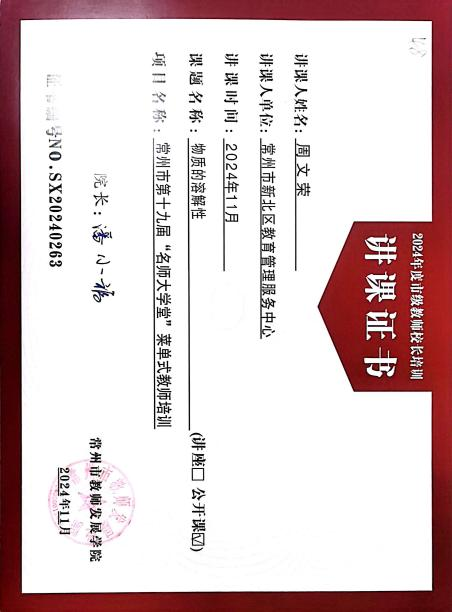 2024年度市级教师校长培训
讲课证书
讲课人姓名：周文荣
讲课人单位：常州市新北区教育管理服务中心
讲课时间：2024年11月
课题名称：物质的溶解性 (讲座□ 公开课☑)
项目名称：常州市第十九届“名师大学堂”菜单式教师培训
院长：
常州市教师发展学院
2024年11月
证书编号NO.SX20240263